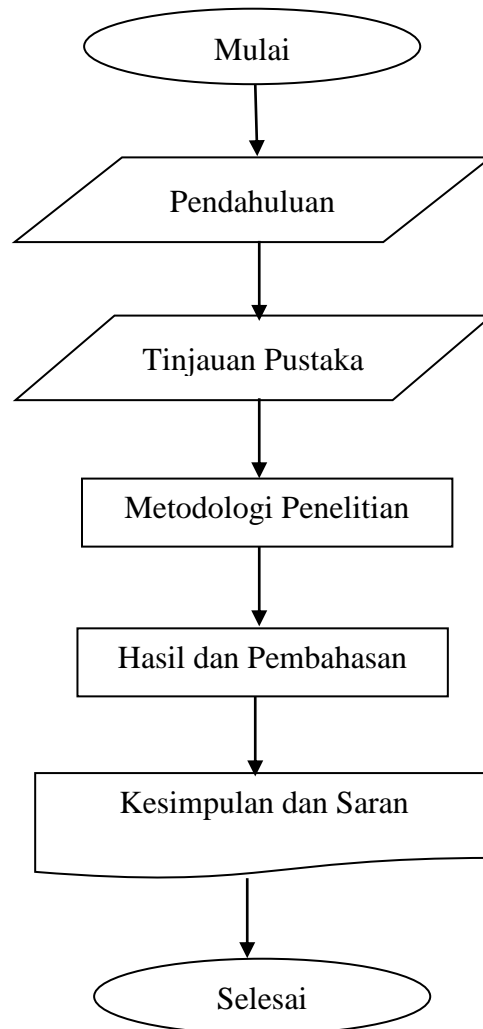 Mulai
Pendahuluan
Tinjauan Pustaka
Metodologi Penelitian
Hasil dan Pembahasan
Kesimpulan dan Saran
Selesai